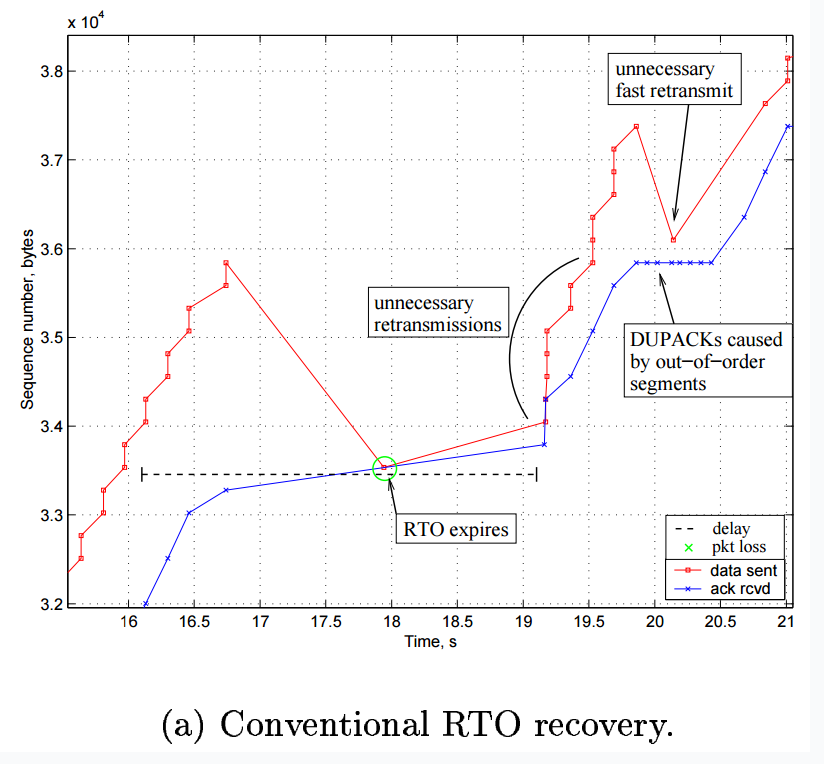 x 10^4
3.8
3.7
3.6
3.5
3.4
3.3
3.2
Sequence number, bytes
unnecessary
fast retransmit
unnecessary
retransmissions
DUPACKs caused
by out-of-order
segments
RTO expires
delay
pkt loss
data sent
ack rcvd
16
16.5
17
17.5
18
18.5
19
19.5
20
20.5
21
Time, s
(a) Conventional RTO recovery.